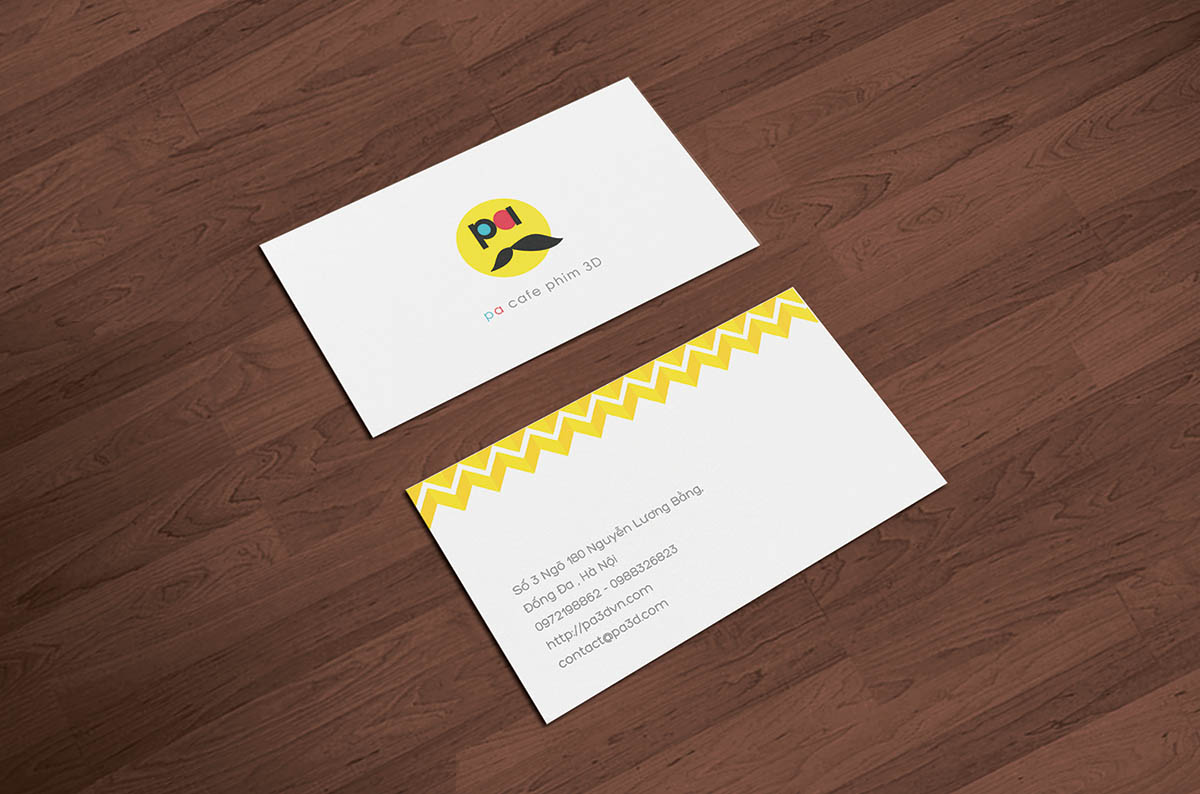 pa
pa cafe phim 3D
Số 3 Ngõ 180 Nguyễn Lương Bằng.
Đống Đa , Hà Nội
0972198862 - 0988326823
http://pa3dvn.com
contact@pa3d.com